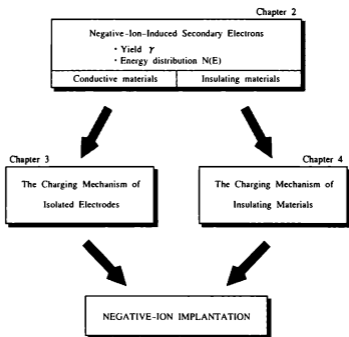 Chapter 2
Negative-Ion-Induced Secondary Electrons
・Yield γ
・Energy distribution N(E)
Conductive materials
Insulating materials
Chapter 3
Chapter 4
The Charging Mechanism of
Isolated Electrodes
The Charging Mechanism of
Insulating Materials
NEGATIVE-ION IMPLANTATION